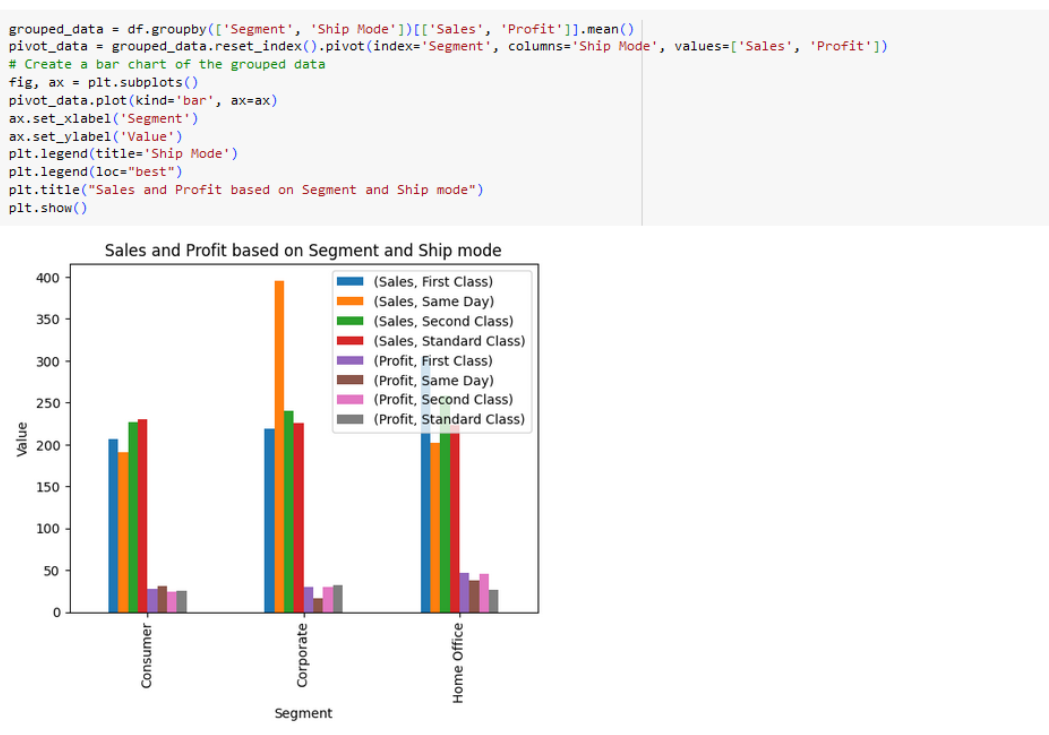 grouped_data = df.groupby(['Segment', 'Ship Mode'])[['Sales', 'Profit']].mean()
pivot_data = grouped_data.reset_index().pivot(index='Segment', columns='Ship Mode', values=['Sales', 'Profit'])
# Create a bar chart of the grouped data
fig, ax = plt.subplots()
pivot_data.plot(kind='bar', ax=ax)
ax.set_xlabel('Segment')
ax.set_ylabel('Value')
plt.legend(title='Ship Mode')
plt.legend(loc="best")
plt.title("Sales and Profit based on Segment and Ship mode")
plt.show()
Sales and Profit based on Segment and Ship mode
(Sales, First Class)
(Sales, Same Day)
(Sales, Second Class)
(Sales, Standard Class)
(Profit, First Class)
(Profit, Same Day)
(Profit, Second Class)
(Profit, Standard Class)
400
350
300
250
200
150
100
50
0
Value
Consumer
Corporate
Home Office
Segment